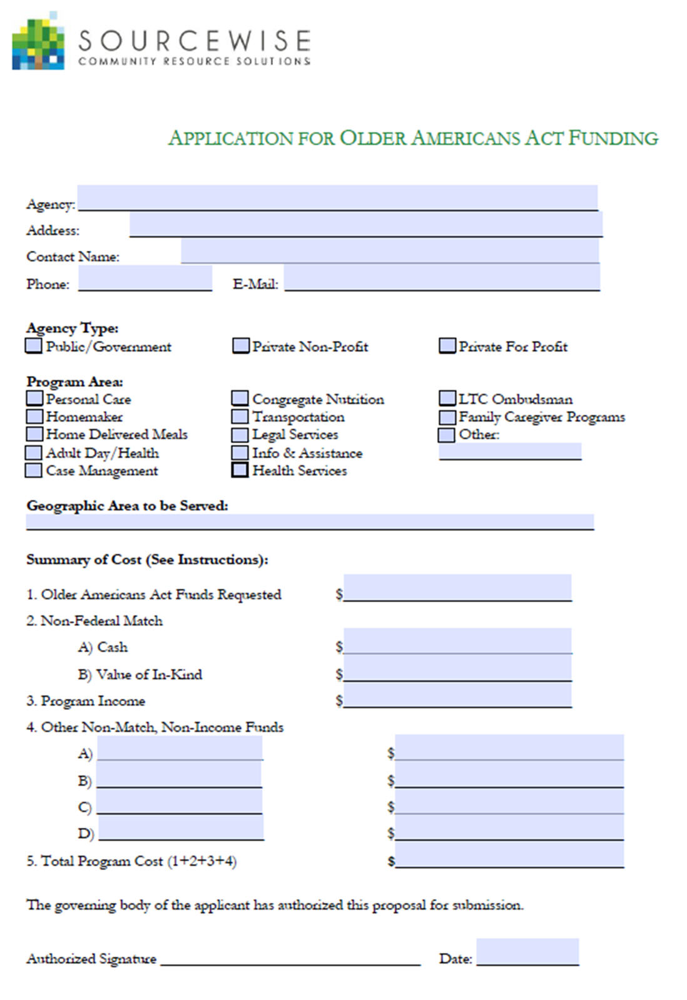 SOURCEWISE
COMMUNITY RESOURCE SOLUTIONS
APPLICATION FOR OLDER AMERICANS ACT FUNDING
Agency:
Address:
Contact Name:
Phone: E-Mail:
Agency Type:
Public/Government Private Non-Profit Private For Profit
Program Area:
Personal Care Congregate Nutrition LTC Ombudsman
Homemaker Transportation Family Caregiver Programs
Home Delivered Meals Legal Services Other:
Adult Day/Health Info & Assistance
Case Management Health Services
Geographic Area to be Served:
Summary of Cost (See Instructions):
1. Older Americans Act Funds Requested $
2. Non-Federal Match
A) Cash $
B) Value of In-Kind $
3. Program Income $
4. Other Non-Match, Non-Income Funds
A) $
B) $
C) $
D) $
5. Total Program Cost (1+2+3+4) $
The governing body of the applicant has authorized this proposal for submission.
Authorized Signature Date: